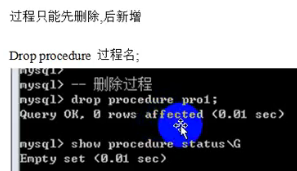 过程只能先删除,后新增
Drop procedure 过程名;
mysql>
mysql> -- 删除过程
mysql> drop procedure pro1;
Query OK, 0 rows affected (0.01 sec)
mysql> show procedure status\G
Empty set (0.01 sec)